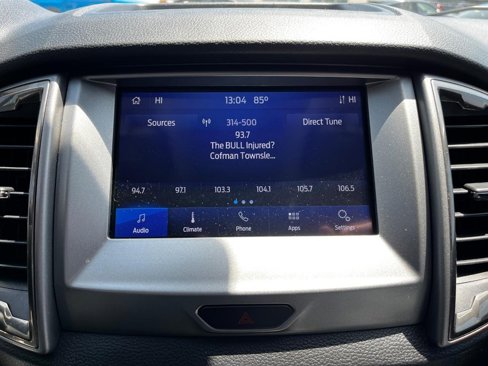 HI 13:04 85° HI
Sources 314-500 Direct Tune
93.7
The BULL Injured?
Cofman Townsle...
94.7 97.1 103.3 104.1 105.7 106.5
Audio Climate Phone Apps Settings